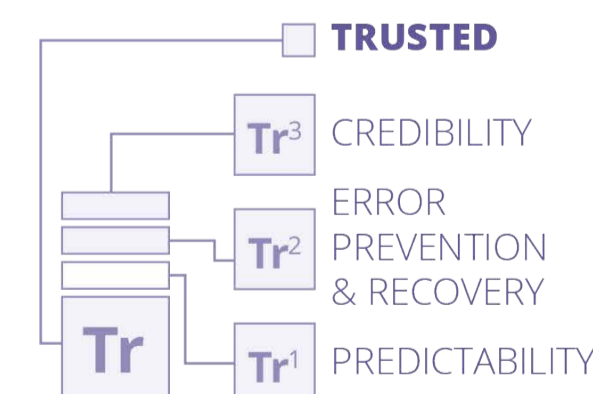 TRUSTED
Tr³ CREDIBILITY
ERROR
Tr² PREVENTION
& RECOVERY
Tr
Tr¹ PREDICTABILITY